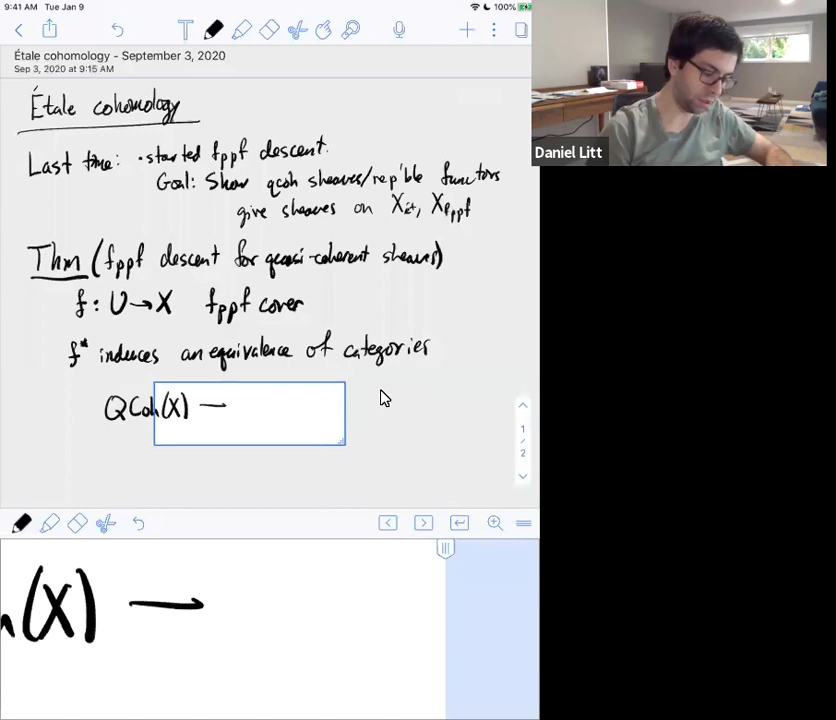 9:41 AM Tue Jan 9
100%
Étale cohomology - September 3, 2020
Sep 3, 2020 at 9:15 AM
Étale cohomology
Last time: · started fppf descent.
Goal: Show qcoh sheaves/rep'ble functors
give sheaves on X_ét, X_fppf
Thm (fppf descent for quasi-coherent sheaves)
f: U → X fppf cover
f* induces an equivalence of categories
QCoh(X) —
1
/
2
h(X) —
Daniel Litt